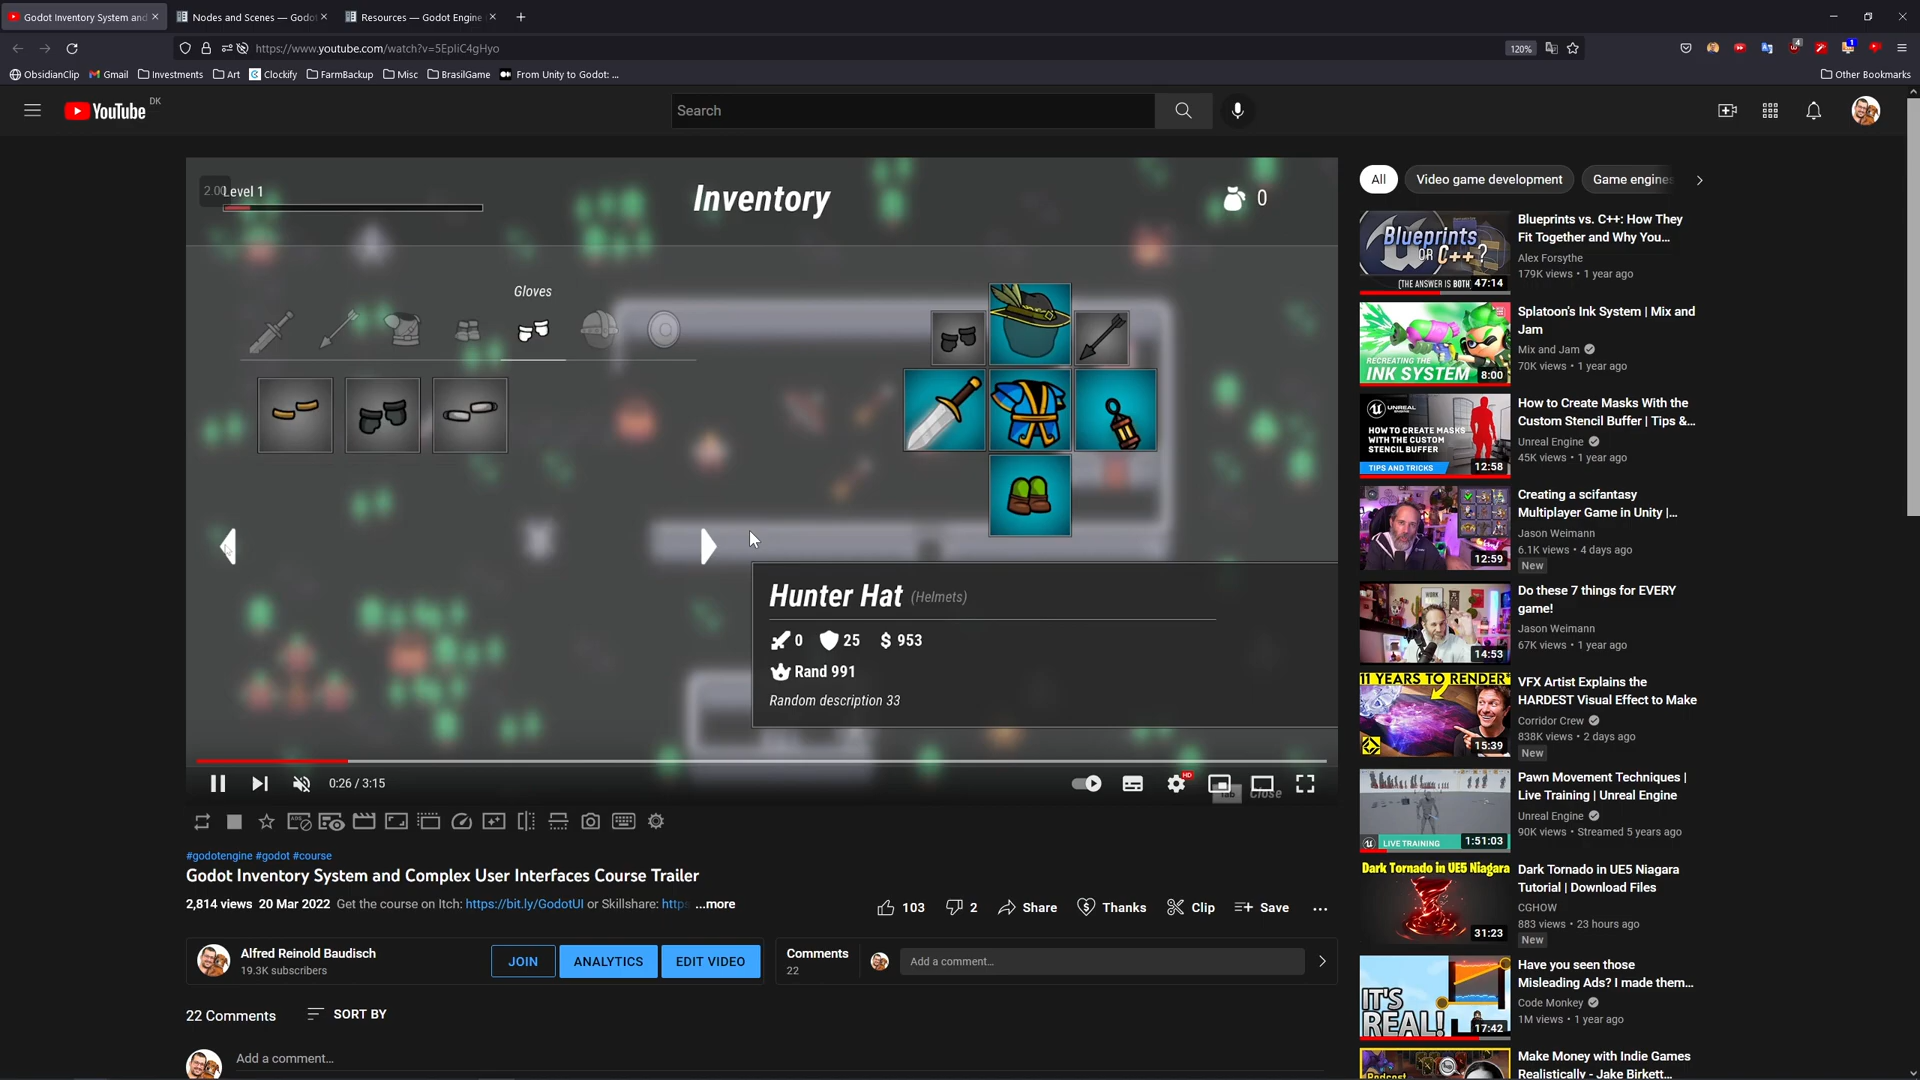 Godot Inventory System and
Nodes and Scenes — Godot
Resources — Godot Engine
https://www.youtube.com/watch?v=5EpIiC4gHyo
120%
4
1
ObsidianClip
Gmail
Investments
Art
Clockify
FarmBackup
Misc
BrasilGame
From Unity to Godot: ...
Other Bookmarks
YouTube DK
Search
2.00
Level 1
Inventory
0
Gloves
Hunter Hat (Helmets)
0 25 $ 953
Rand 991
Random description 33
0:26 / 3:15
HD
Tab Close
#godotengine #godot #course
Godot Inventory System and Complex User Interfaces Course Trailer
2,814 views 20 Mar 2022 Get the course on Itch: https://bit.ly/GodotUI or Skillshare: https ...more
103 2 Share Thanks Clip Save ...
Alfred Reinold Baudisch
19.3K subscribers
JOIN ANALYTICS EDIT VIDEO
Comments
22
Add a comment...
22 Comments SORT BY
Add a comment...
All Video game development Game engines
Blueprints
OR C++ ?
(THE ANSWER IS BOTH)
47:14
Blueprints vs. C++: How They
Fit Together and Why You...
Alex Forsythe
179K views • 1 year ago
RECREATING THE
INK SYSTEM
8:00
Splatoon's Ink System | Mix and
Jam
Mix and Jam
70K views • 1 year ago
UNREAL ENGINE
HOW TO CREATE MASKS
WITH THE CUSTOM
STENCIL BUFFER
TIPS AND TRICKS
12:58
How to Create Masks With the
Custom Stencil Buffer | Tips &...
Unreal Engine
45K views • 1 year ago
12:59
Creating a scifantasy
Multiplayer Game in Unity |...
Jason Weimann
6.1K views • 4 days ago
New
14:53
Do these 7 things for EVERY
game!
Jason Weimann
67K views • 1 year ago
11 YEARS TO RENDER*
15:39
VFX Artist Explains the
HARDEST Visual Effect to Make
Corridor Crew
838K views • 2 days ago
New
LIVE TRAINING
1:51:03
Pawn Movement Techniques |
Live Training | Unreal Engine
Unreal Engine
90K views • Streamed 5 years ago
Dark Tornado in UE5 Niagara
31:23
Dark Tornado in UE5 Niagara
Tutorial | Download Files
CGHOW
883 views • 23 hours ago
New
IT'S
REAL!
17:42
Have you seen those
Misleading Ads? I made them...
Code Monkey
1M views • 1 year ago
Podcast
Make Money with Indie Games
Realistically - Jake Birkett...